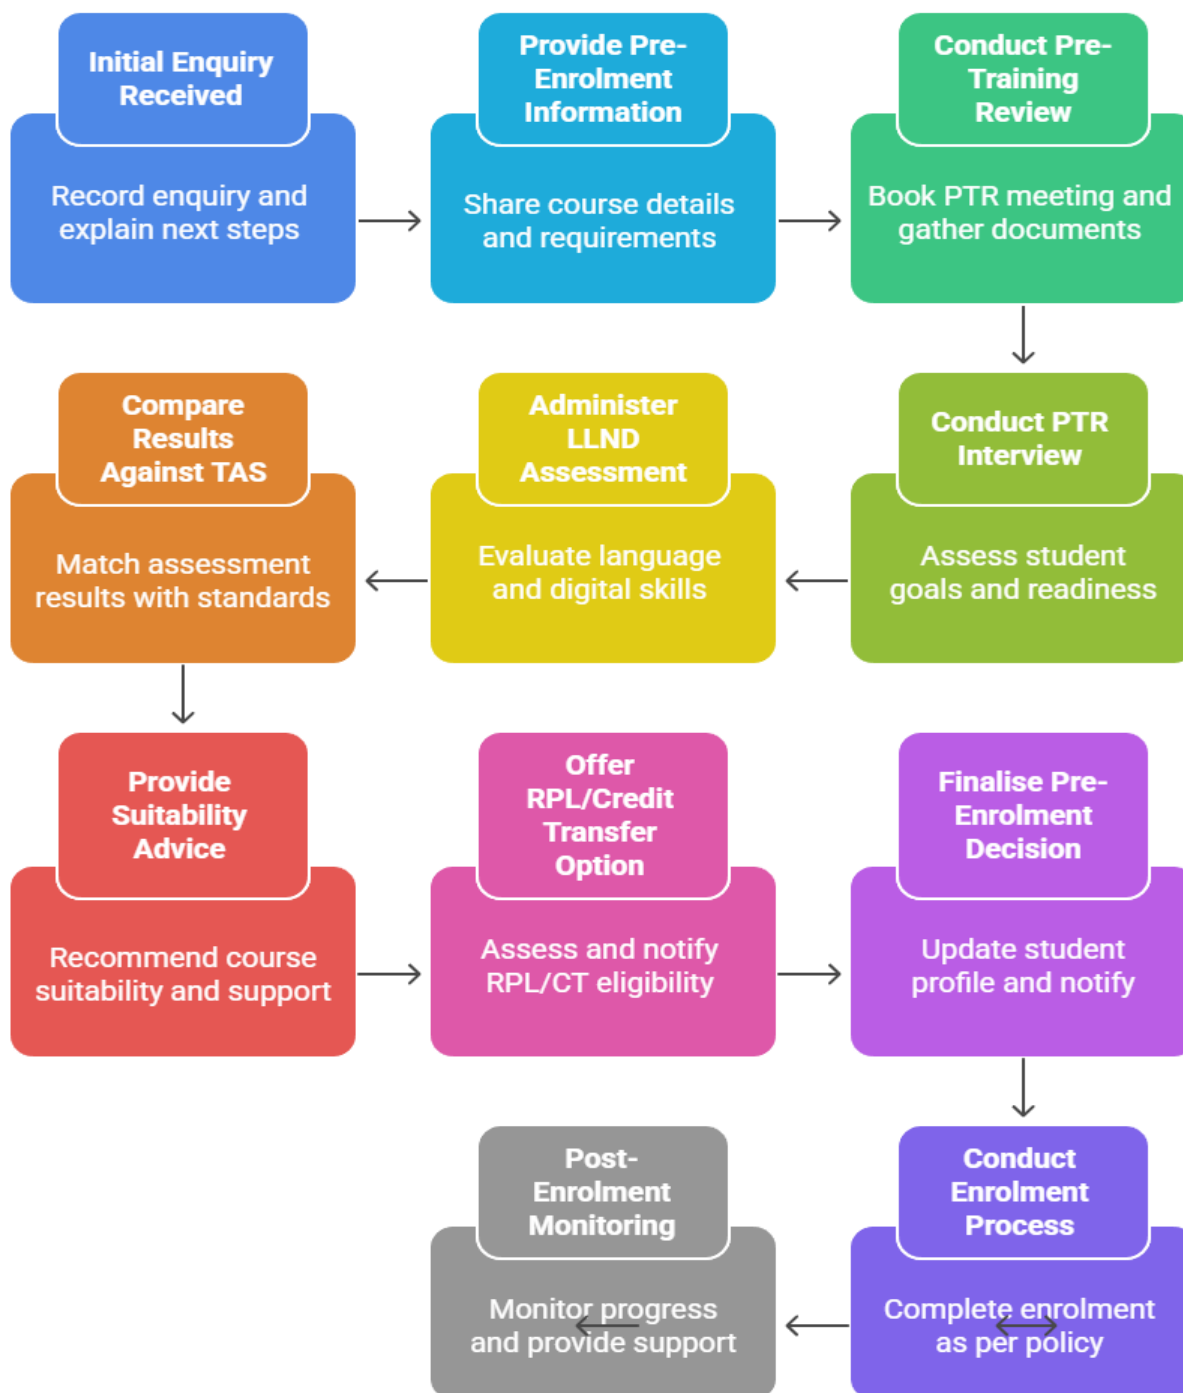 Initial Enquiry
Received
Record enquiry and
explain next steps
Provide Pre-
Enrolment
Information
Share course details
and requirements
Conduct Pre-
Training
Review
Book PTR meeting and
gather documents
Conduct PTR
Interview
Assess student
goals and readiness
Administer
LLND
Assessment
Evaluate language
and digital skills
Compare
Results
Against TAS
Match assessment
results with standards
Provide
Suitability
Advice
Recommend course
suitability and support
Offer
RPL/Credit
Transfer
Option
Assess and notify
RPL/CT eligibility
Finalise Pre-
Enrolment
Decision
Update student
profile and notify
Conduct
Enrolment
Process
Complete enrolment
as per policy
Post-
Enrolment
Monitoring
Monitor progress
and provide support